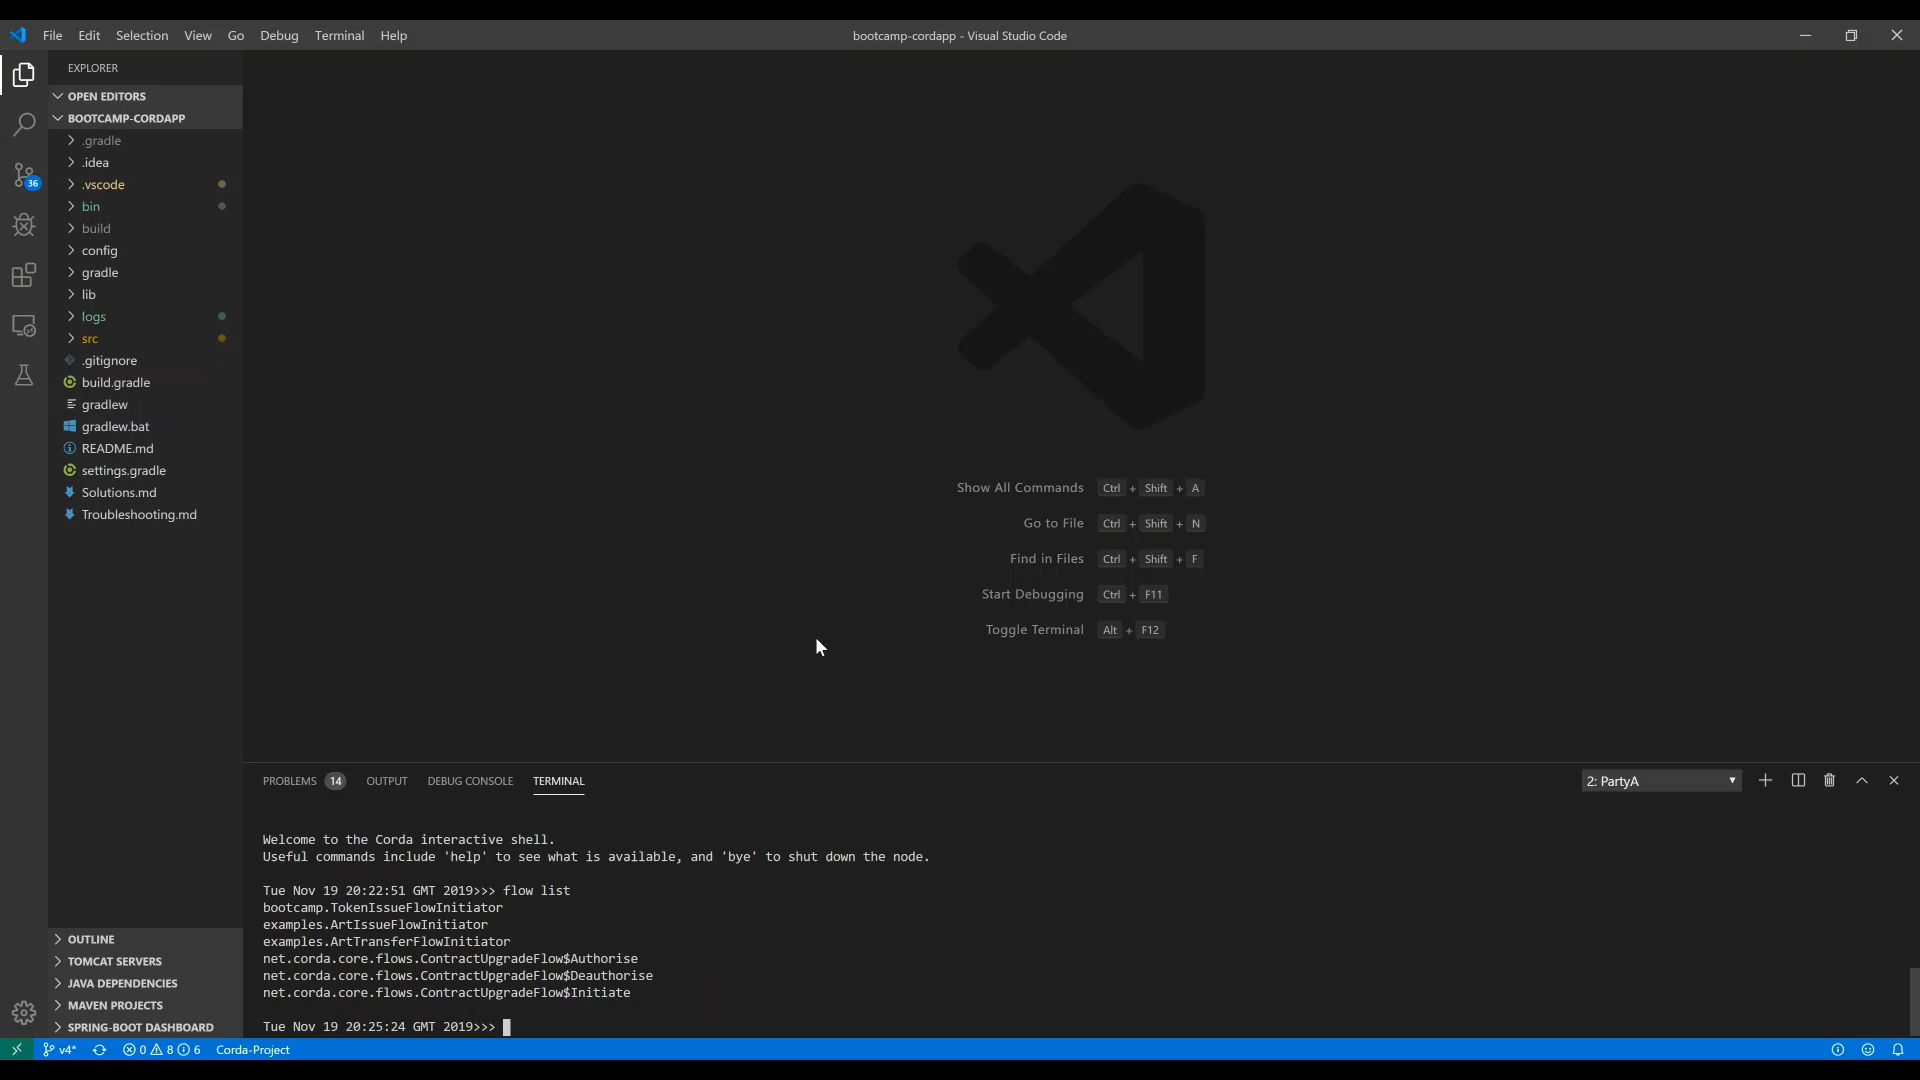 File Edit Selection View Go Debug Terminal Help
bootcamp-cordapp - Visual Studio Code
EXPLORER
OPEN EDITORS
BOOTCAMP-CORDAPP
.gradle
.idea
.vscode
bin
build
config
gradle
lib
logs
src
.gitignore
build.gradle
gradlew
gradlew.bat
README.md
settings.gradle
Solutions.md
Troubleshooting.md
36
OUTLINE
TOMCAT SERVERS
JAVA DEPENDENCIES
MAVEN PROJECTS
SPRING-BOOT DASHBOARD
Show All Commands Ctrl + Shift + A
Go to File Ctrl + Shift + N
Find in Files Ctrl + Shift + F
Start Debugging Ctrl + F11
Toggle Terminal Alt + F12
PROBLEMS 14 OUTPUT DEBUG CONSOLE TERMINAL
2: PartyA
Welcome to the Corda interactive shell.
Useful commands include 'help' to see what is available, and 'bye' to shut down the node.
Tue Nov 19 20:22:51 GMT 2019>>> flow list
bootcamp.TokenIssueFlowInitiator
examples.ArtIssueFlowInitiator
examples.ArtTransferFlowInitiator
net.corda.core.flows.ContractUpgradeFlow$Authorise
net.corda.core.flows.ContractUpgradeFlow$Deauthorise
net.corda.core.flows.ContractUpgradeFlow$Initiate
Tue Nov 19 20:25:24 GMT 2019>>>
v4* 0 8 6 Corda-Project